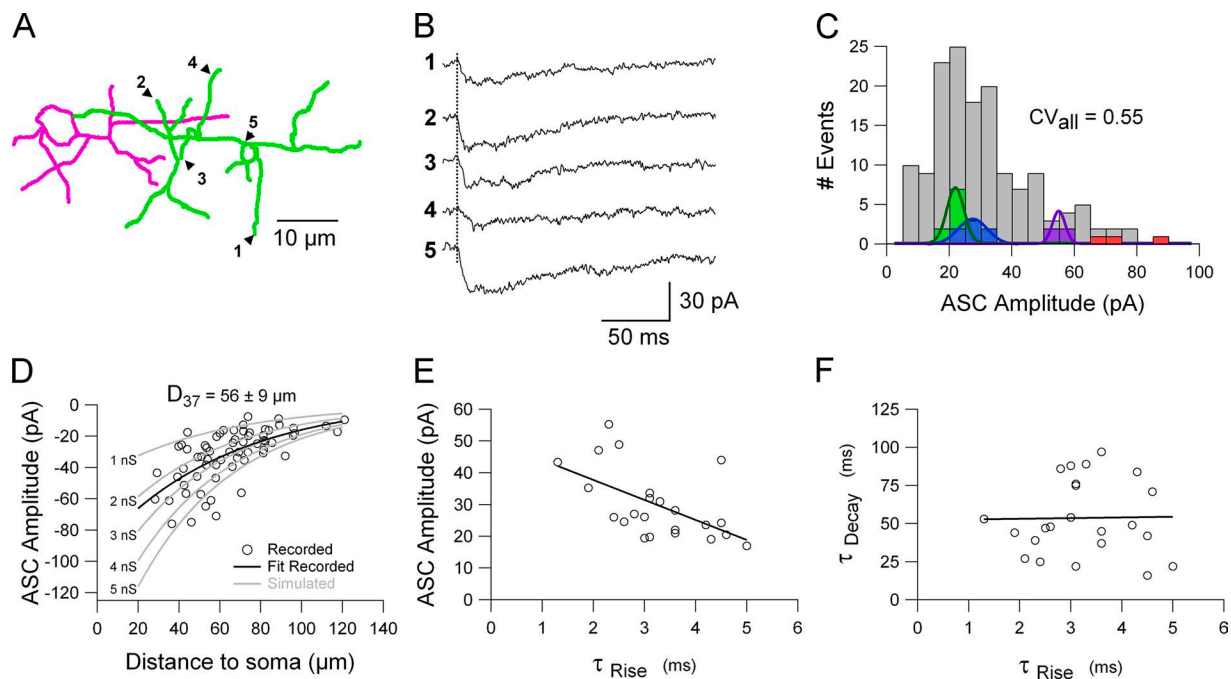 A
4
2
5
3
1
10 µm
B
1
2
3
4
5
30 pA
50 ms
C
25
20
15
10
5
0
# Events
CVall = 0.55
0 20 40 60 80 100
ASC Amplitude (pA)
D
D37 = 56 ± 9 µm
0
-20
-40
-60
-80
-100
-120
ASC Amplitude (pA)
1 nS
2 nS
3 nS
4 nS
5 nS
Recorded
Fit Recorded
Simulated
0 20 40 60 80 100 120 140
Distance to soma (µm)
E
60
50
40
30
20
10
0
ASC Amplitude (pA)
0 1 2 3 4 5 6
τ Rise (ms)
F
125
100
75
50
25
0
τ Decay (ms)
0 1 2 3 4 5 6
τ Rise (ms)